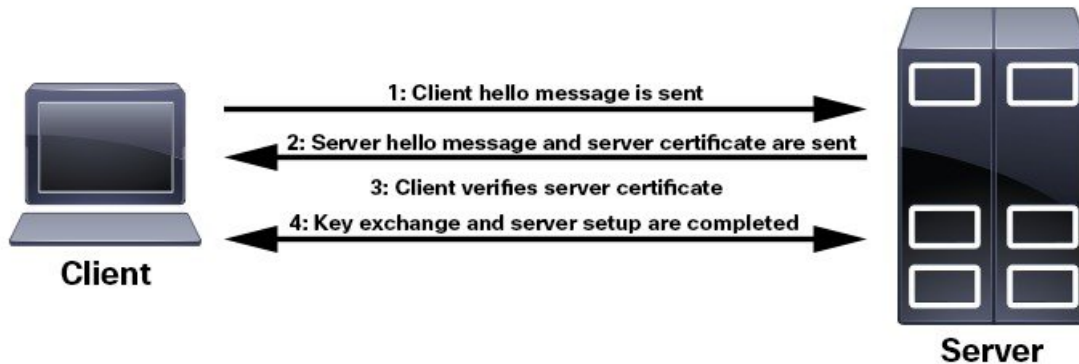 1: Client hello message is sent
2: Server hello message and server certificate are sent
3: Client verifies server certificate
4: Key exchange and server setup are completed
Client
Server